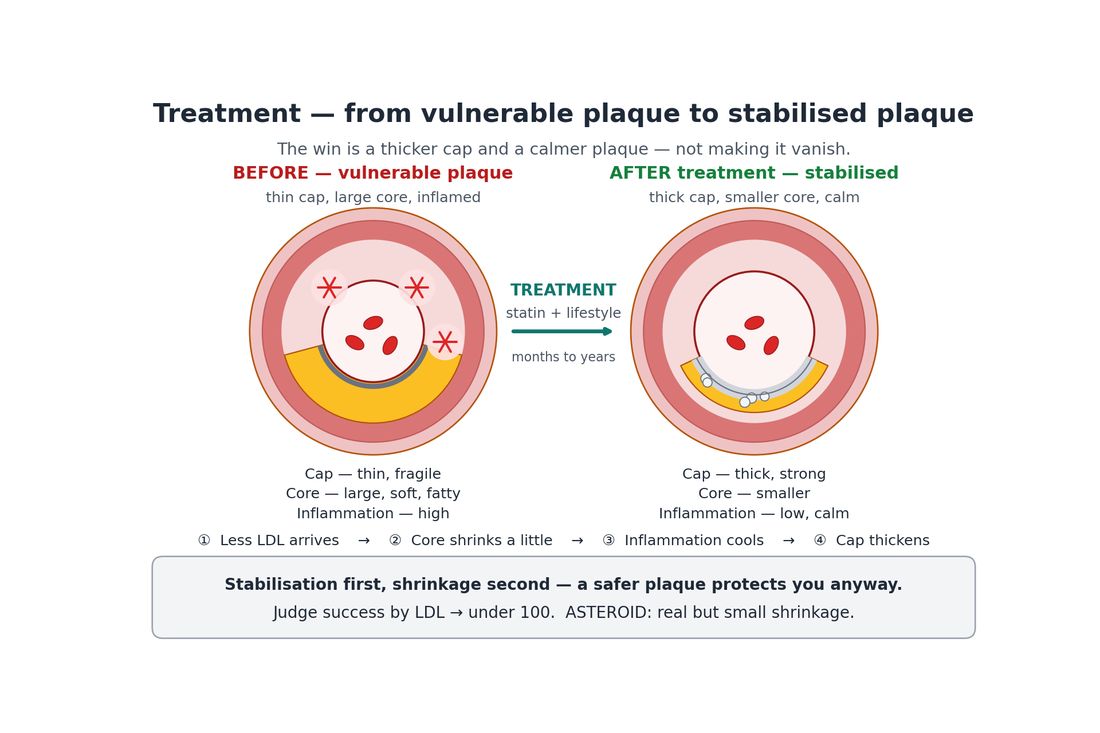 Treatment — from vulnerable plaque to stabilised plaque
The win is a thicker cap and a calmer plaque — not making it vanish.
BEFORE — vulnerable plaque
thin cap, large core, inflamed
AFTER treatment — stabilised
thick cap, smaller core, calm
TREATMENT
statin + lifestyle
months to years
Cap — thin, fragile
Core — large, soft, fatty
Inflammation — high
Cap — thick, strong
Core — smaller
Inflammation — low, calm
① Less LDL arrives → ② Core shrinks a little → ③ Inflammation cools → ④ Cap thickens
Stabilisation first, shrinkage second — a safer plaque protects you anyway.
Judge success by LDL → under 100. ASTEROID: real but small shrinkage.